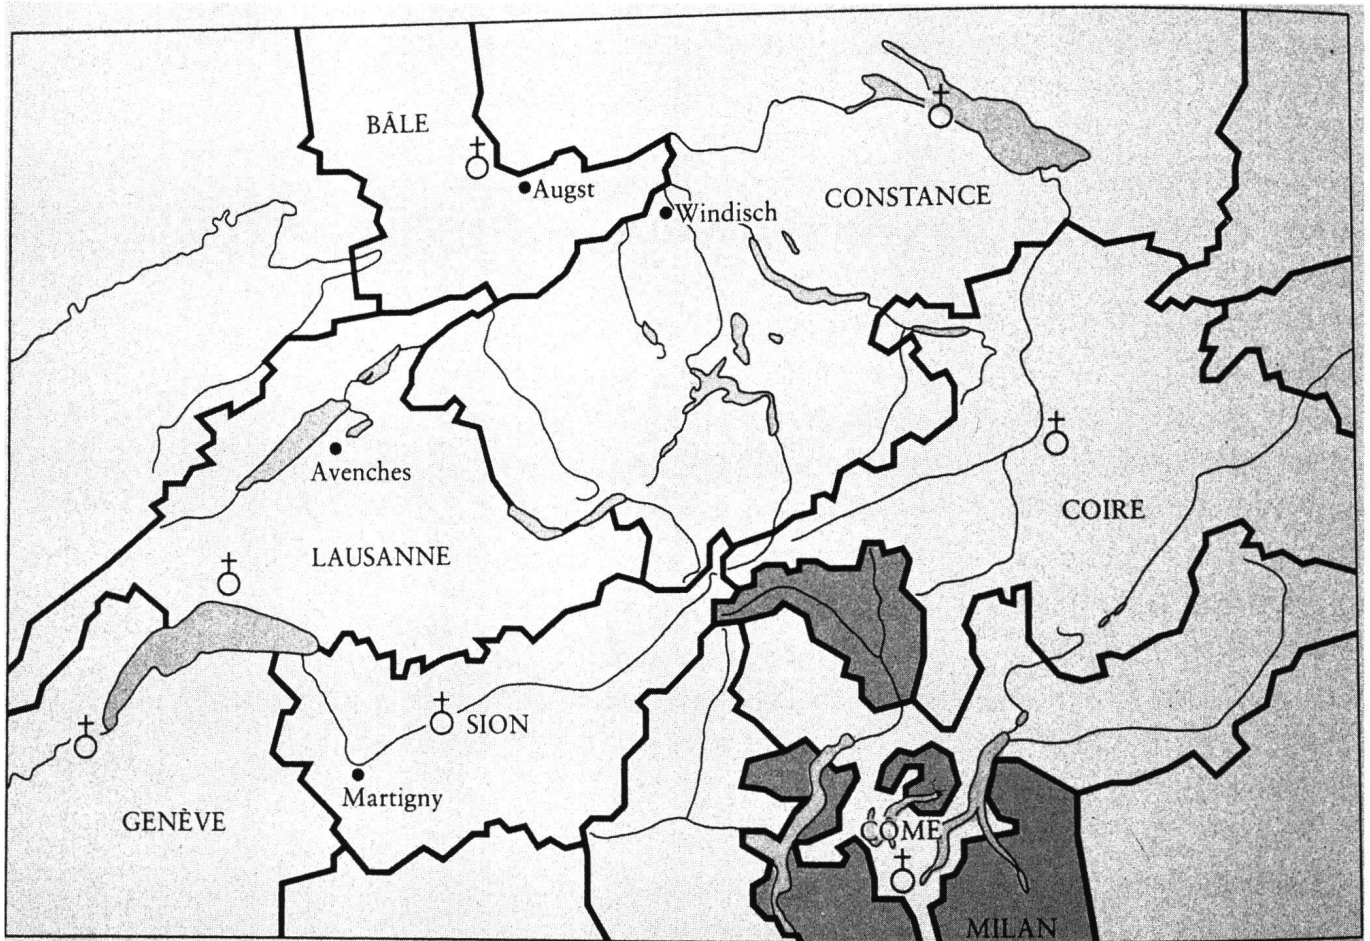 BÂLE
Augst
Windisch
CONSTANCE
Avenches
COIRE
LAUSANNE
SION
Martigny
GENÈVE
CÔME
MILAN